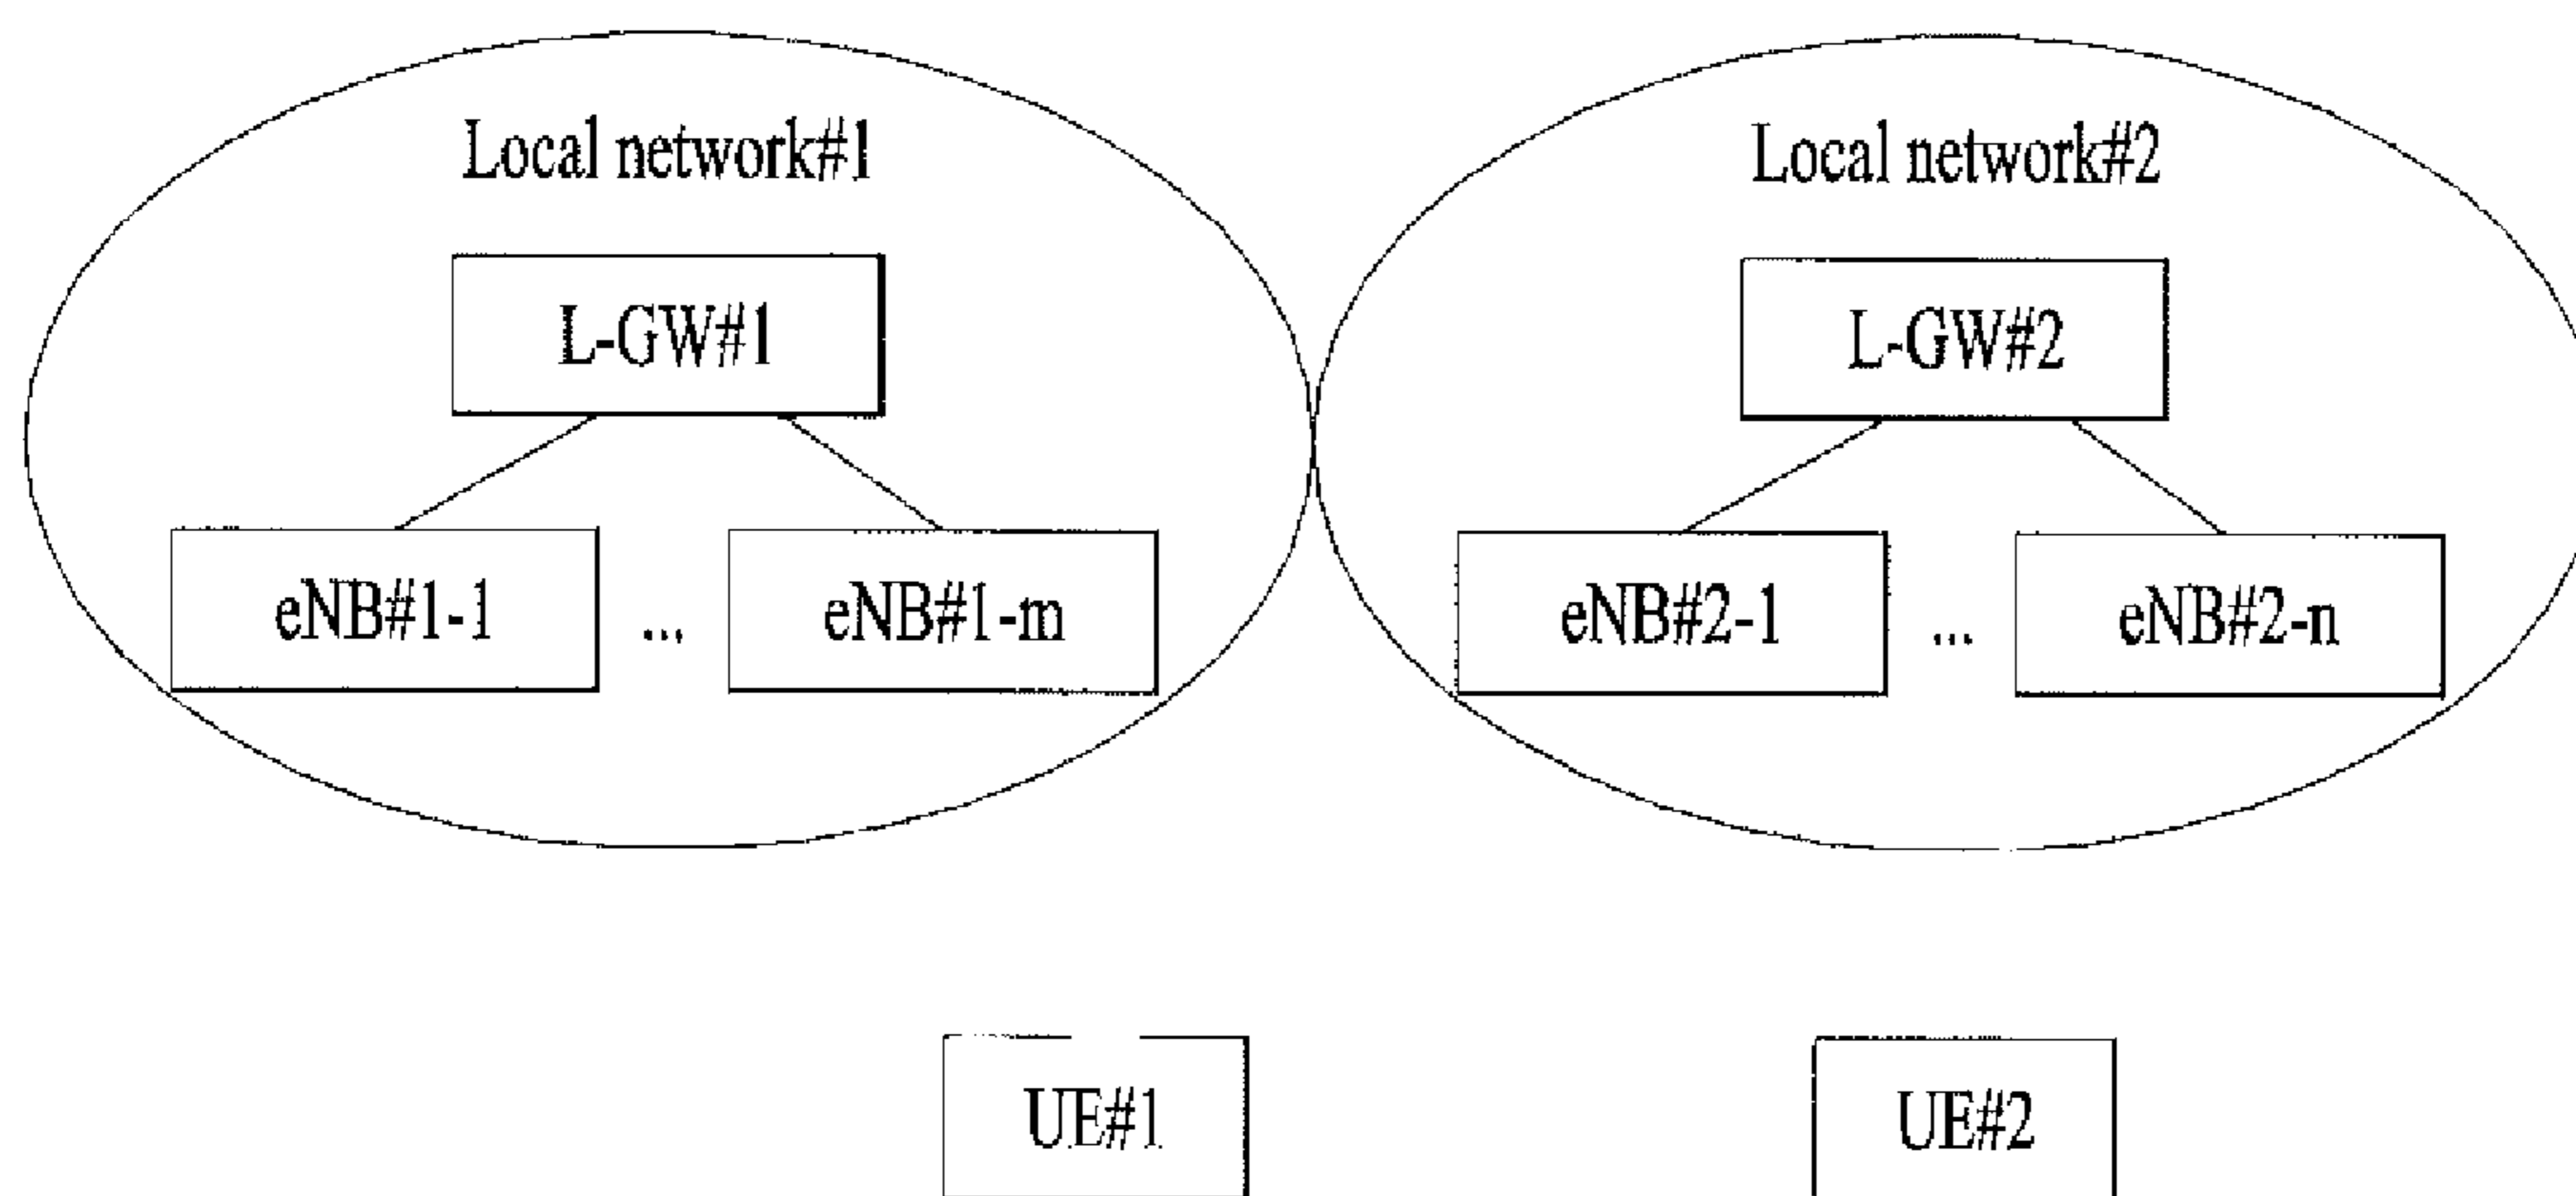 Local network#1 Local network#2
L-GW#1 L-GW#2
eNB#1-1 ... eNB#1-m eNB#2-1 ... eNB#2-n
UE#1 UE#2